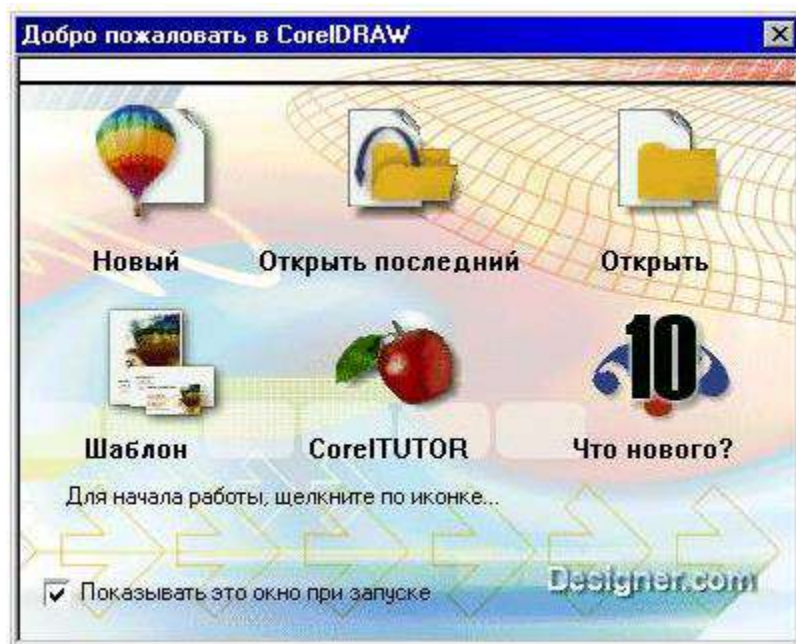 Добро пожаловать в CorelDRAW
Новый Открыть последний Открыть
10
Шаблон CorelTUTOR Что нового?
Для начала работы, щелкните по иконке...
Показывать это окно при запуске
Designer.com